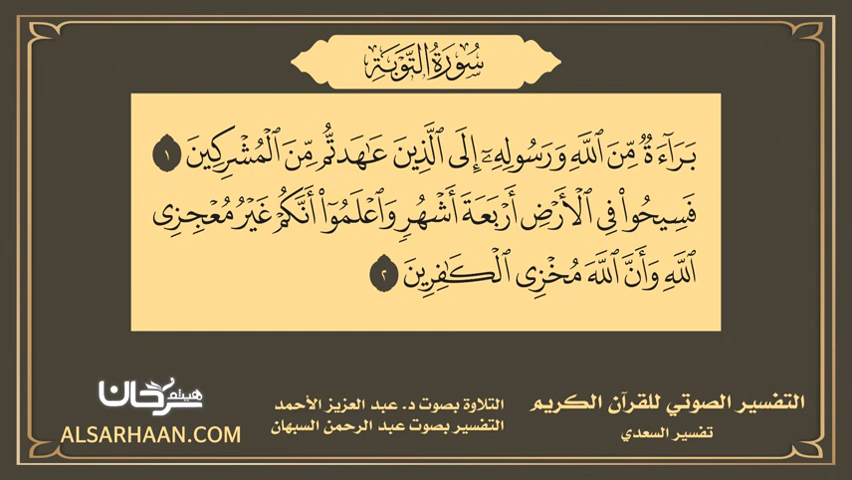 سُورَةُ التَّوْبَةِ
بَرَآءَةٌ مِّنَ ٱللَّهِ وَرَسُولِهِۦٓ إِلَى ٱلَّذِينَ عَـٰهَدتُّم مِّنَ ٱلْمُشْرِكِينَ ١
فَسِيحُوا۟ فِى ٱلْأَرْضِ أَرْبَعَةَ أَشْهُرٍ وَٱعْلَمُوٓا۟ أَنَّكُمْ غَيْرُ مُعْجِزِى
ٱللَّهِ وَأَنَّ ٱللَّهَ مُخْزِى ٱلْكَـٰفِرِينَ ٢
التفسير الصوتي للقرآن الكريم
تفسير السعدي
التلاوة بصوت د. عبد العزيز الأحمد
التفسير بصوت عبد الرحمن السبهان
هيثم سرحان
ALSARHAAN.COM